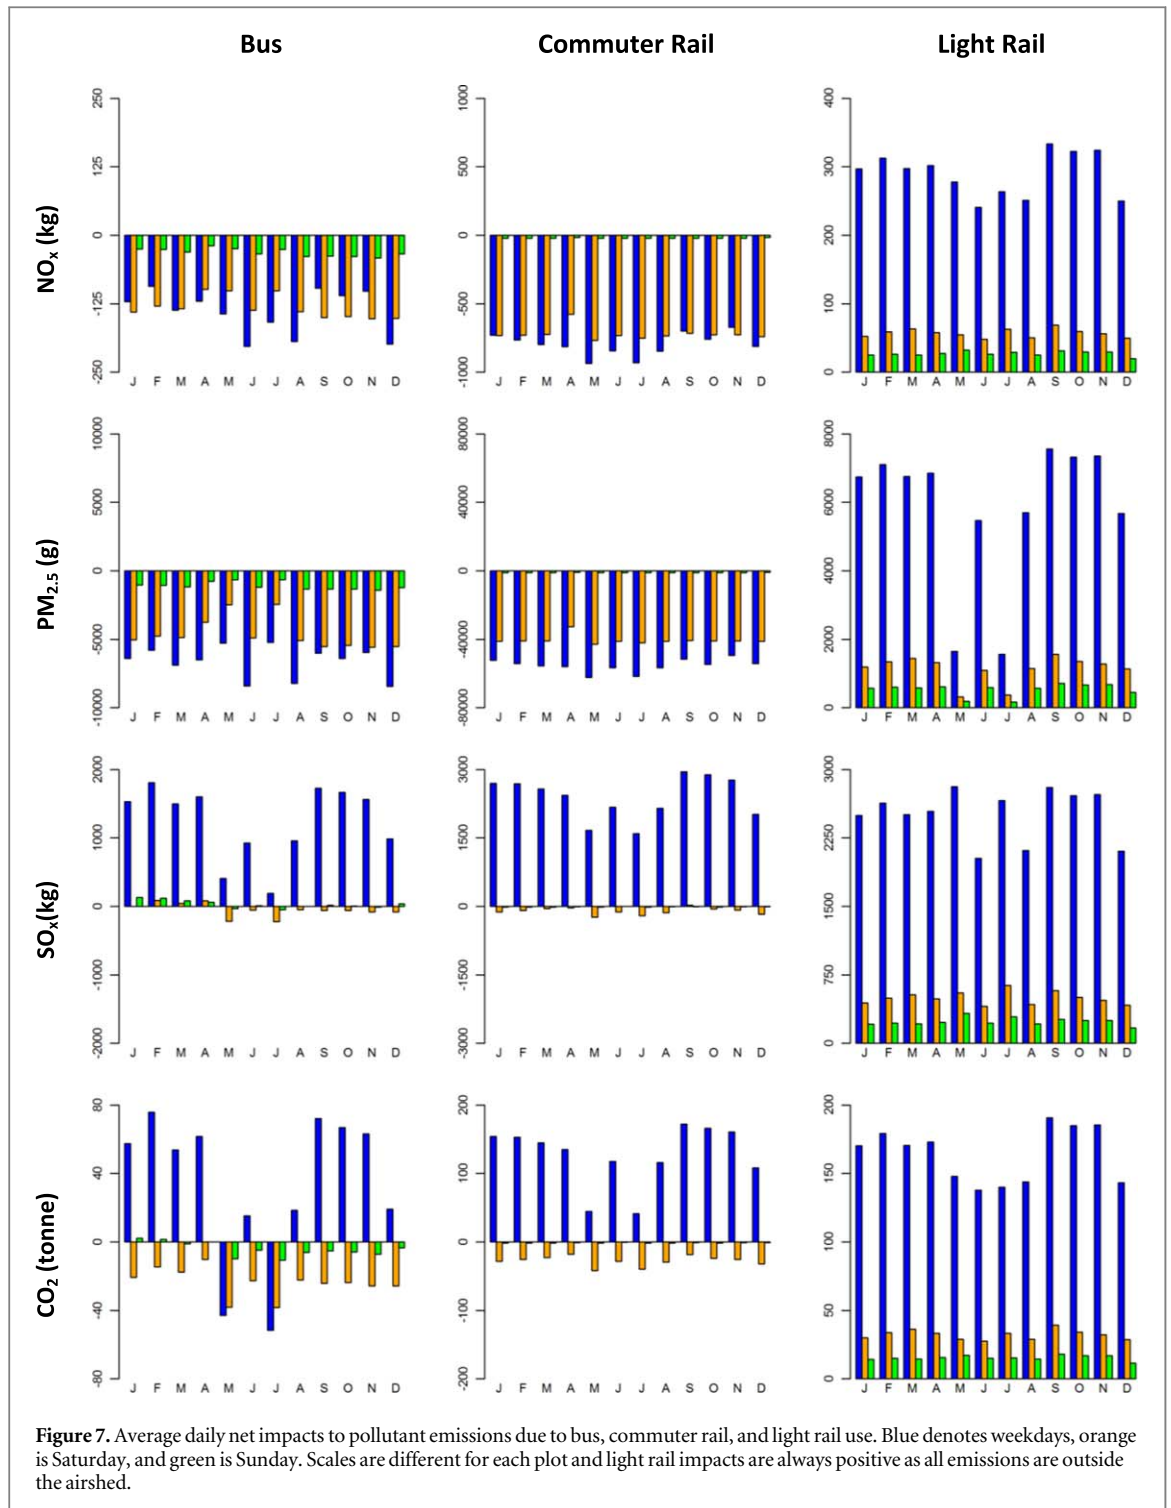 Bus Commuter Rail Light Rail
NOx (kg)
250 125 0 -125 -250
J F M A M J J A S O N D
1000 500 0 -500 -1000
J F M A M J J A S O N D
400 300 200 100 0
J F M A M J J A S O N D
PM2.5 (g)
10000 5000 0 -5000 -10000
J F M A M J J A S O N D
80000 40000 0 -40000 -80000
J F M A M J J A S O N D
8000 6000 4000 2000 0
J F M A M J J A S O N D
SOx(kg)
2000 1000 0 -1000 -2000
J F M A M J J A S O N D
3000 1500 0 -1500 -3000
J F M A M J J A S O N D
3000 2250 1500 750 0
J F M A M J J A S O N D
CO2 (tonne)
80 40 0 -40 -80
J F M A M J J A S O N D
200 100 0 -100 -200
J F M A M J J A S O N D
200 150 100 50 0
J F M A M J J A S O N D
Figure 7. Average daily net impacts to pollutant emissions due to bus, commuter rail, and light rail use. Blue denotes weekdays, orange
is Saturday, and green is Sunday. Scales are different for each plot and light rail impacts are always positive as all emissions are outside
the airshed.